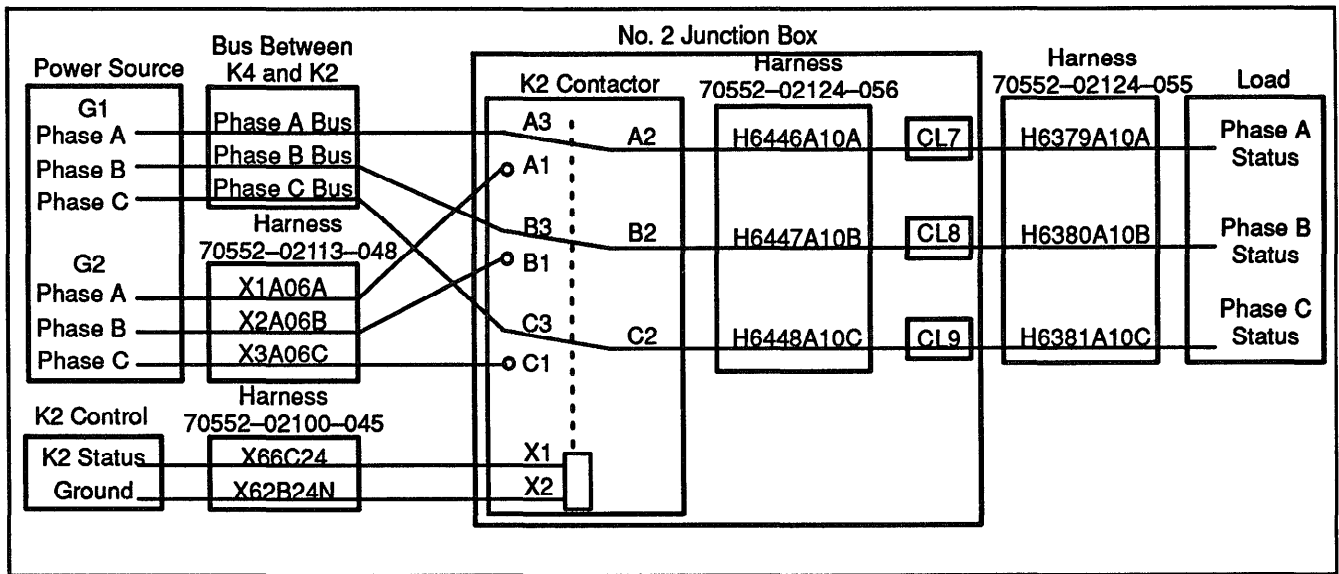 No. 2 Junction Box
Bus Between
K4 and K2
Power Source
G1
Phase A
Phase B
Phase C
G2
Phase A
Phase B
Phase C
Phase A Bus
Phase B Bus
Phase C Bus
Harness
70552–02113–048
X1A06A
X2A06B
X3A06C
K2 Control
K2 Status
Ground
Harness
70552–02100–045
X66C24
X62B24N
K2 Contactor
A3
A2
A1
B3
B2
B1
C3
C2
C1
X1
X2
Harness
70552–02124–056
H6446A10A
H6447A10B
H6448A10C
CL7
CL8
CL9
Harness
70552–02124–055
H6379A10A
H6380A10B
H6381A10C
Load
Phase A
Status
Phase B
Status
Phase C
Status